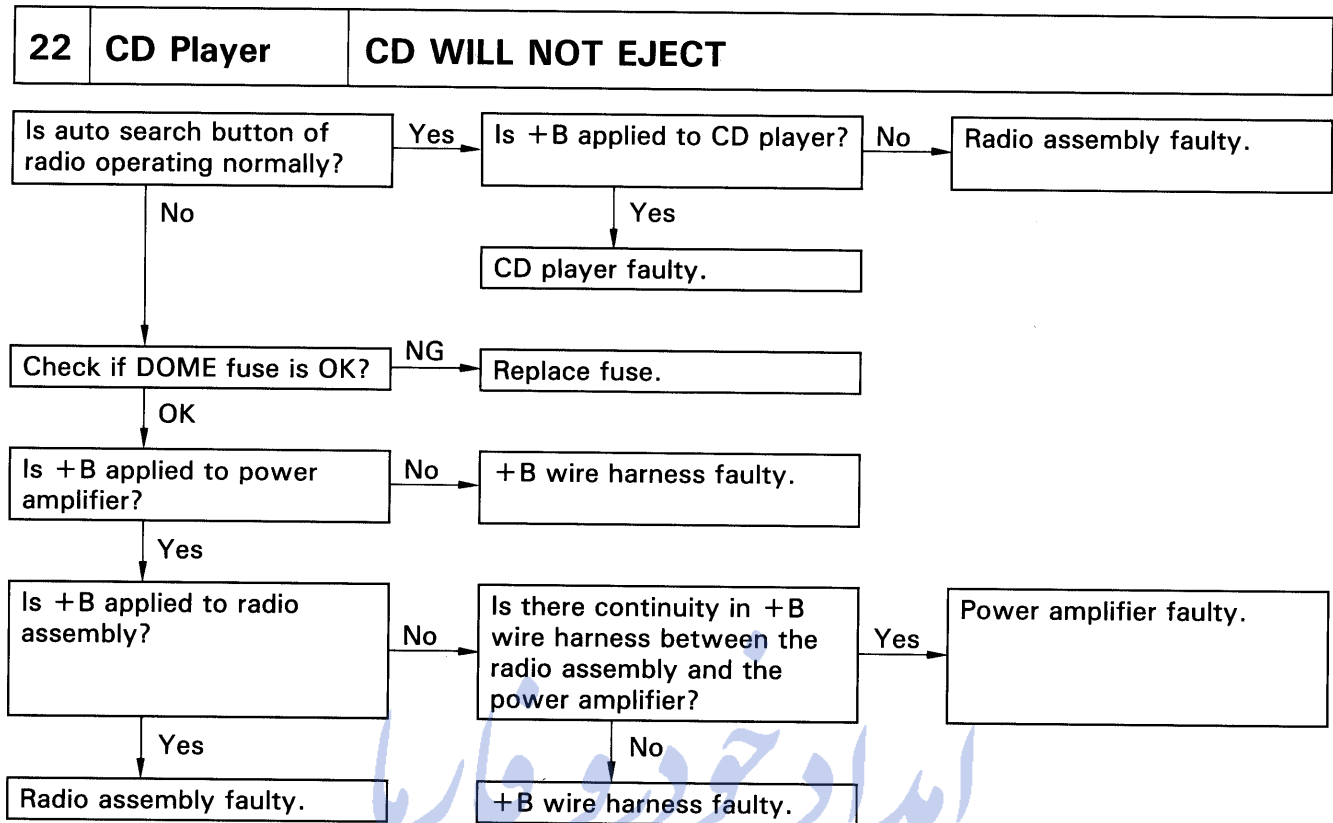 22 CD Player CD WILL NOT EJECT
Is auto search button of
radio operating normally?
Yes
Is +B applied to CD player?
No
Radio assembly faulty.
No
Yes
CD player faulty.
Check if DOME fuse is OK?
NG
Replace fuse.
OK
Is +B applied to power
amplifier?
No
+B wire harness faulty.
Yes
Is +B applied to radio
assembly?
No
Is there continuity in +B
wire harness between the
radio assembly and the
power amplifier?
Yes
Power amplifier faulty.
Yes
No
Radio assembly faulty.
+B wire harness faulty.
امداد خودرو فارما